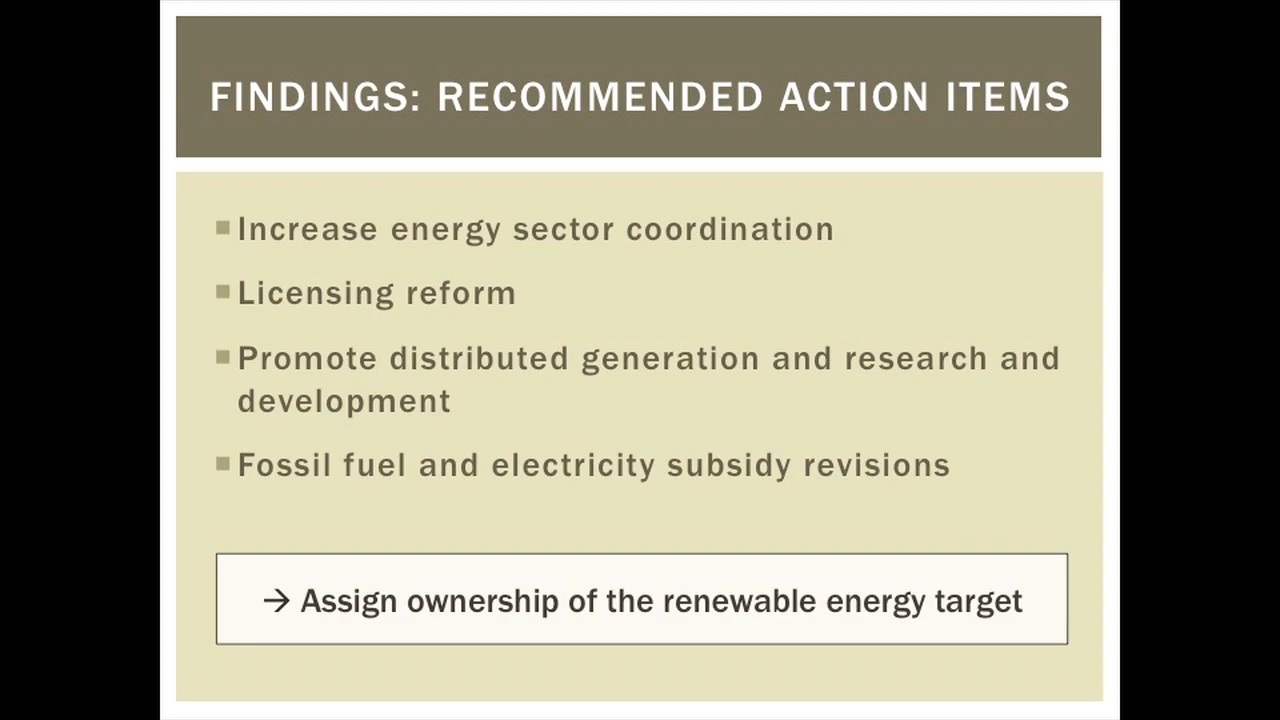 FINDINGS: RECOMMENDED ACTION ITEMS
Increase energy sector coordination
Licensing reform
Promote distributed generation and research and
development
Fossil fuel and electricity subsidy revisions
→ Assign ownership of the renewable energy target